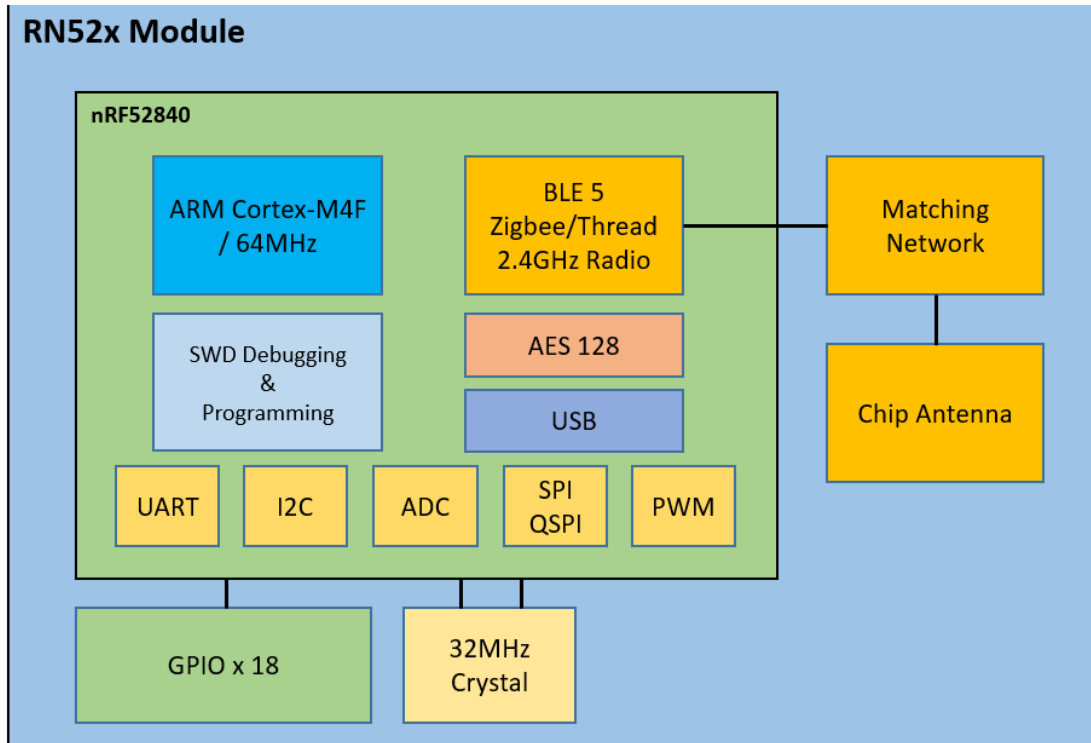 RN52x Module
nRF52840
ARM Cortex-M4F
/ 64MHz
BLE 5
Zigbee/Thread
2.4GHz Radio
Matching
Network
SWD Debugging
&
Programming
AES 128
USB
Chip Antenna
UART
I2C
ADC
SPI
QSPI
PWM
GPIO x 18
32MHz
Crystal